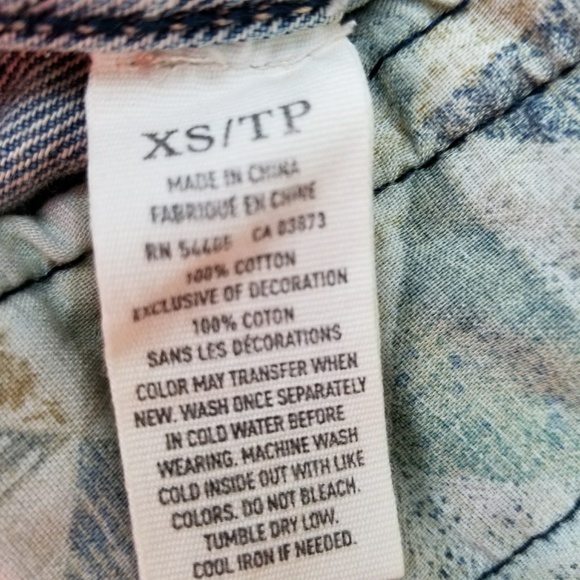 XS/TP
MADE IN CHINA
FABRIQUÉ EN CHINE
RN 54485 CA 03873
100% COTTON
EXCLUSIVE OF DECORATION
100% COTON
SANS LES DÉCORATIONS
COLOR MAY TRANSFER WHEN
NEW. WASH ONCE SEPARATELY
IN COLD WATER BEFORE
WEARING. MACHINE WASH
COLD INSIDE OUT WITH LIKE
COLORS. DO NOT BLEACH.
TUMBLE DRY LOW.
COOL IRON IF NEEDED.